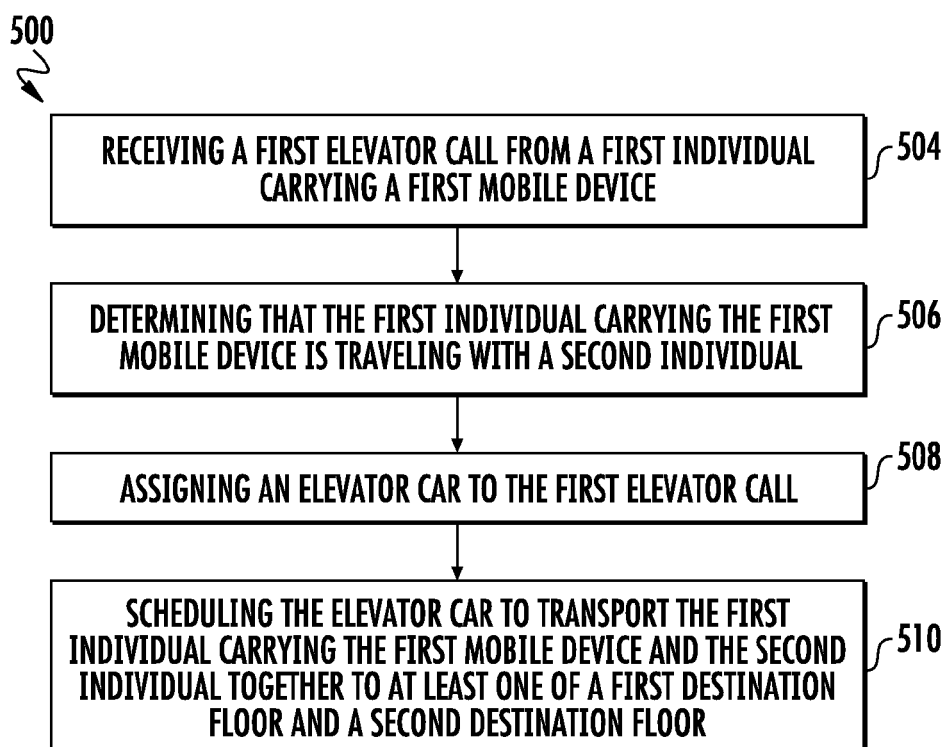 500
RECEIVING A FIRST ELEVATOR CALL FROM A FIRST INDIVIDUAL
CARRYING A FIRST MOBILE DEVICE
504
DETERMINING THAT THE FIRST INDIVIDUAL CARRYING THE FIRST
MOBILE DEVICE IS TRAVELING WITH A SECOND INDIVIDUAL
506
ASSIGNING AN ELEVATOR CAR TO THE FIRST ELEVATOR CALL
508
SCHEDULING THE ELEVATOR CAR TO TRANSPORT THE FIRST
INDIVIDUAL CARRYING THE FIRST MOBILE DEVICE AND THE SECOND
INDIVIDUAL TOGETHER TO AT LEAST ONE OF A FIRST DESTINATION
FLOOR AND A SECOND DESTINATION FLOOR
510